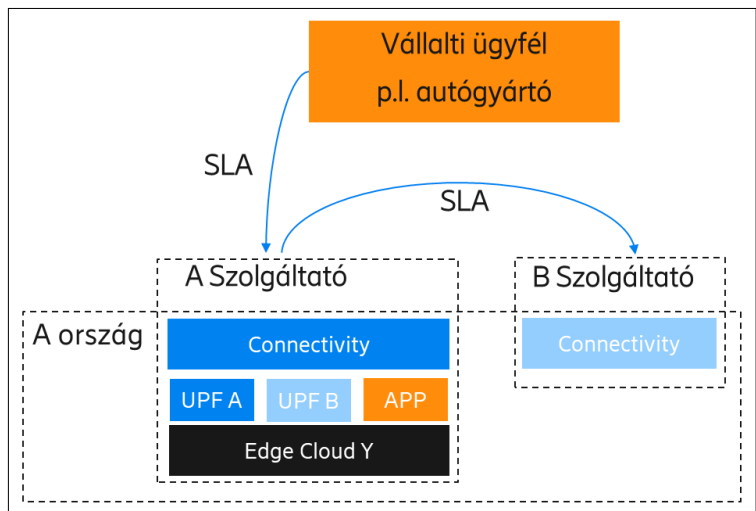 Vállalti ügyfél
p.l. autógyártó
SLA
SLA
A Szolgáltató
B Szolgáltató
A ország
Connectivity
Connectivity
UPF A
UPF B
APP
Edge Cloud Y